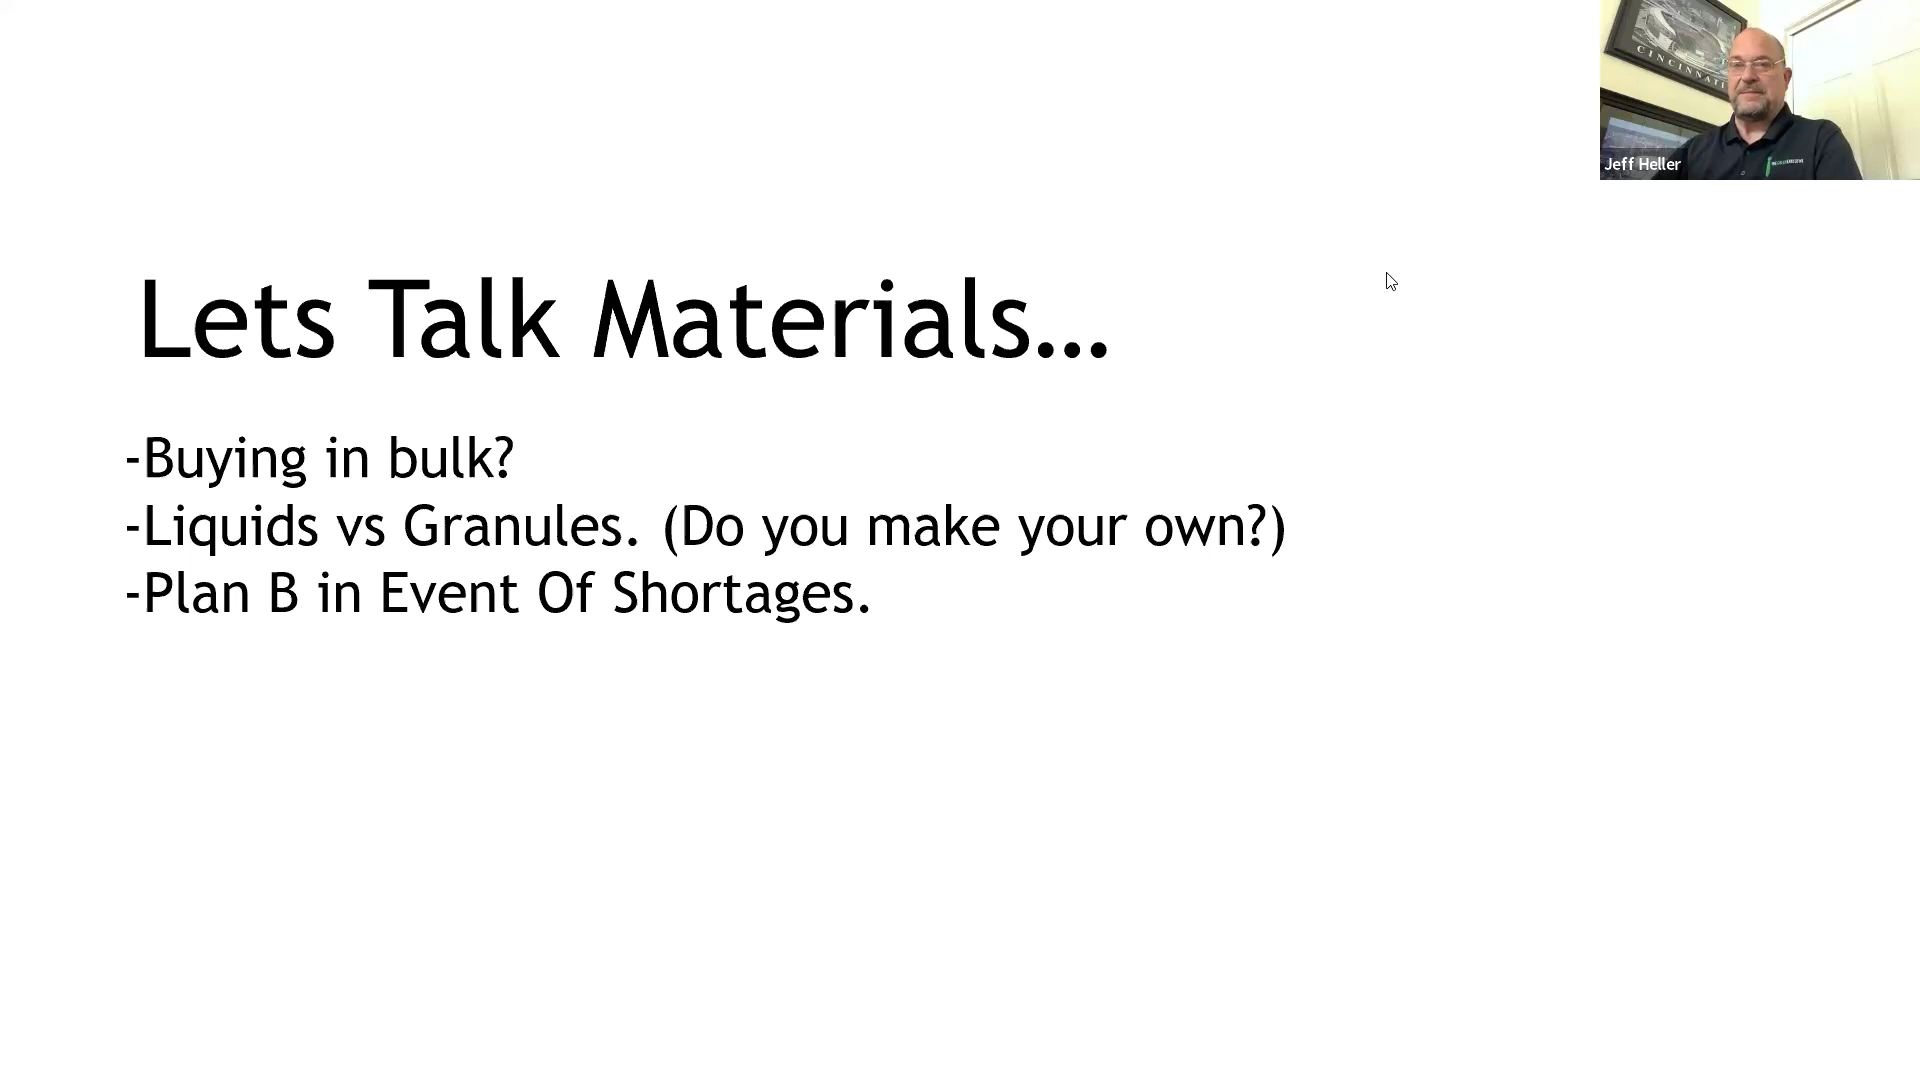 CINCINNATI
Jeff Heller
Lets Talk Materials...
-Buying in bulk?
-Liquids vs Granules. (Do you make your own?)
-Plan B in Event Of Shortages.